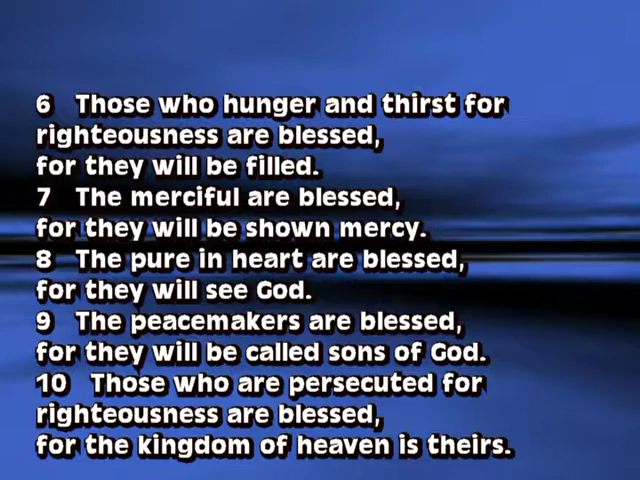 6 Those who hunger and thirst for
righteousness are blessed,
for they will be filled.
7 The merciful are blessed,
for they will be shown mercy.
8 The pure in heart are blessed,
for they will see God.
9 The peacemakers are blessed,
for they will be called sons of God.
10 Those who are persecuted for
righteousness are blessed,
for the kingdom of heaven is theirs.